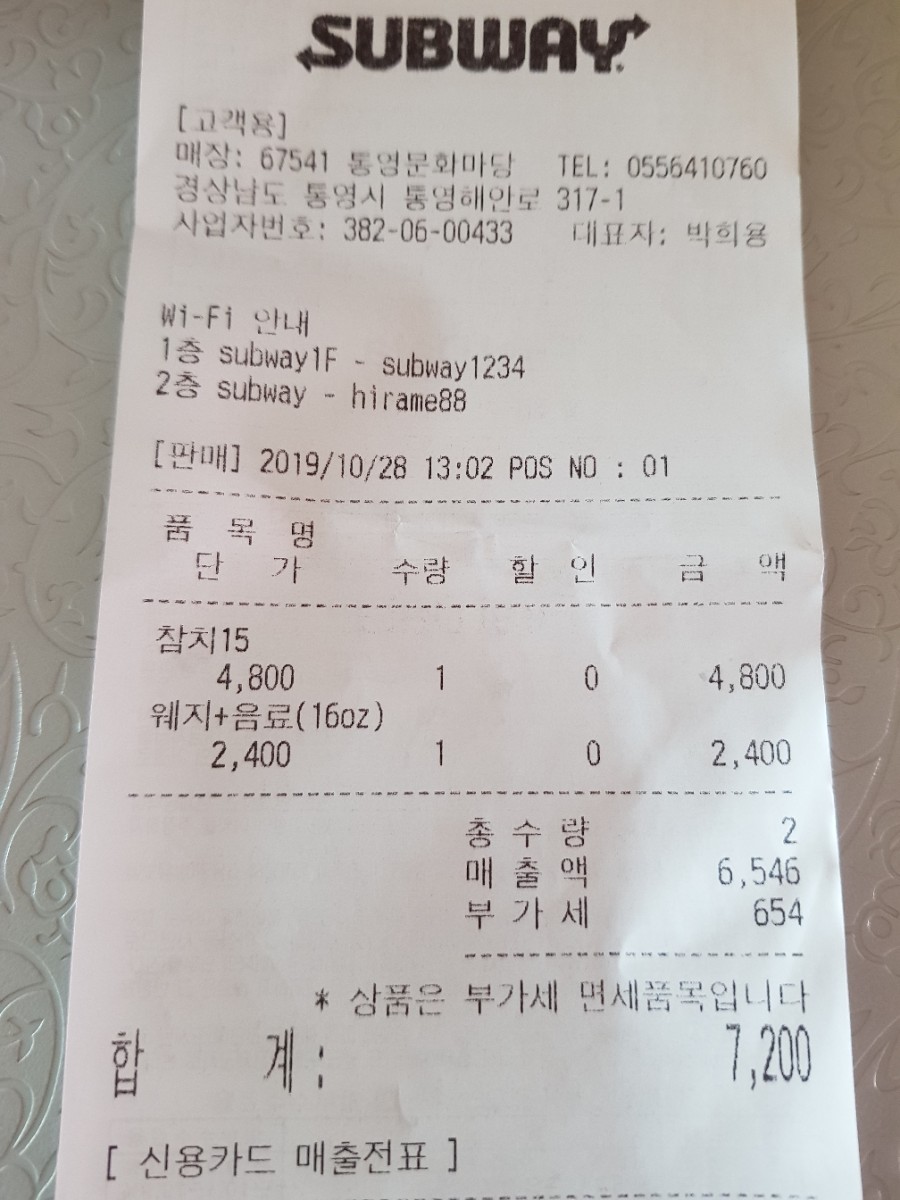 SUBWAY
[고객용]
매장: 67541 통영문화마당 TEL: 0556410760
경상남도 통영시 통영해안로 317-1
사업자번호: 382-06-00433 대표자: 박희용
Wi-Fi 안내
1층 subway1F - subway1234
2층 subway - hirame88
[판매] 2019/10/28 13:02 POS NO : 01
품 목 명
단 가 수량 할 인 금 액
참치15
4,800 1 0 4,800
웨지+음료(16oz)
2,400 1 0 2,400
총 수 량 2
매 출 액 6,546
부 가 세 654
* 상품은 부가세 면세품목입니다
합 계: 7,200
[ 신용카드 매출전표 ]